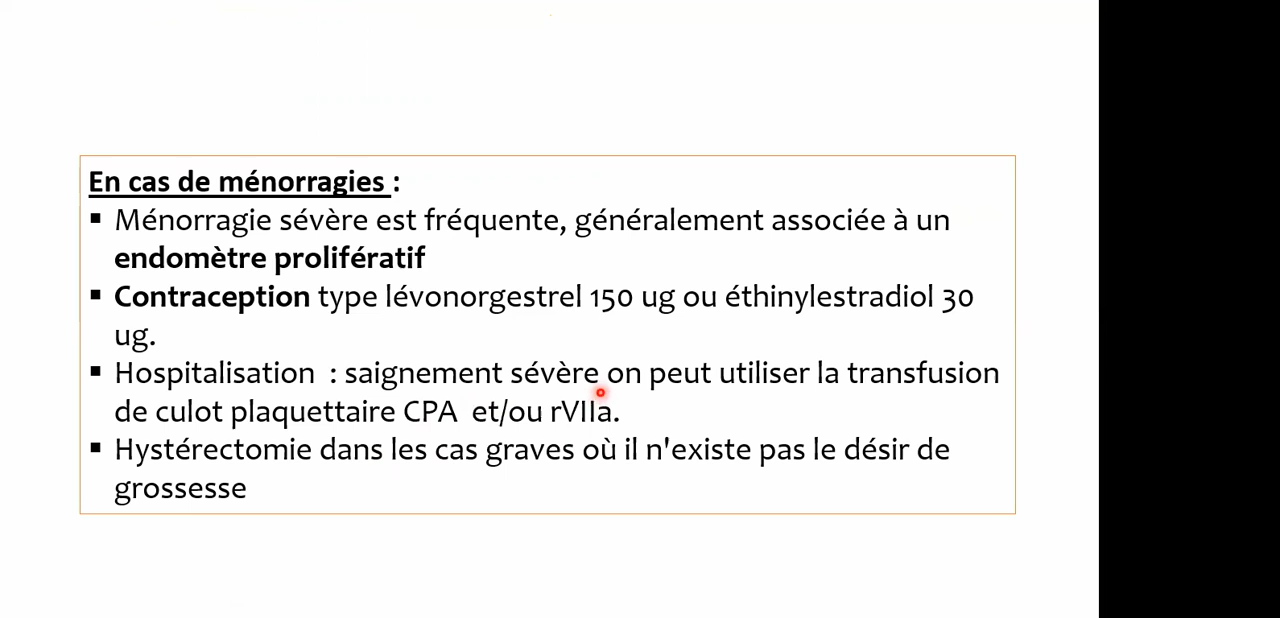 En cas de ménorragies :
▪ Ménorragie sévère est fréquente, généralement associée à un
endomètre prolifératif
▪ Contraception type lévonorgestrel 150 ug ou éthinylestradiol 30
ug.
▪ Hospitalisation : saignement sévère on peut utiliser la transfusion
de culot plaquettaire CPA et/ou rVIIa.
▪ Hystérectomie dans les cas graves où il n'existe pas le désir de
grossesse